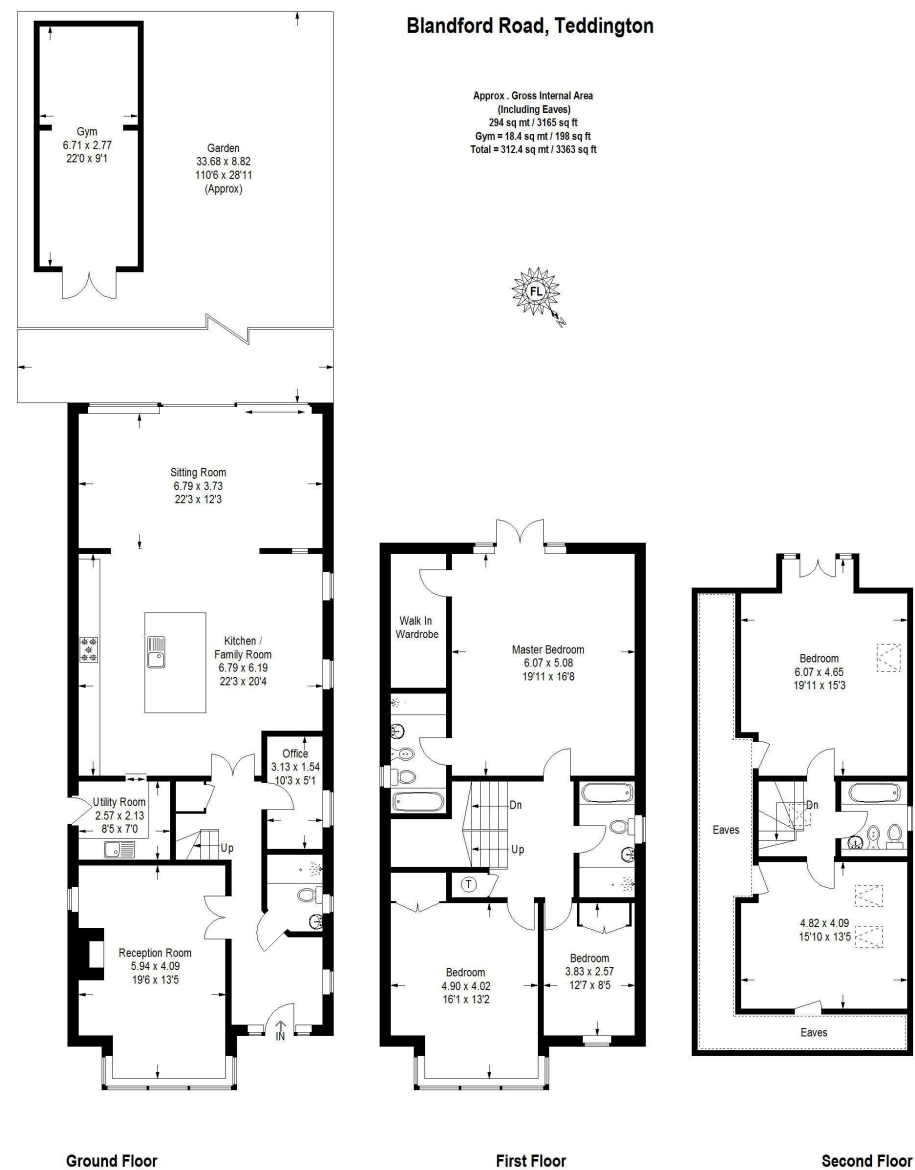 Blandford Road, Teddington
Approx . Gross Internal Area
(Including Eaves)
294 sq mt / 3165 sq ft
Gym = 18.4 sq mt / 198 sq ft
Total = 312.4 sq mt / 3363 sq ft
FL
N
Gym
6.71 x 2.77
22'0 x 9'1
Garden
33.68 x 8.82
110'6 x 28'11
(Approx)
Sitting Room
6.79 x 3.73
22'3 x 12'3
Kitchen /
Family Room
6.79 x 6.19
22'3 x 20'4
Office
3.13 x 1.54
10'3 x 5'1
Utility Room
2.57 x 2.13
8'5 x 7'0
Up
Reception Room
5.94 x 4.09
19'6 x 13'5
IN
Ground Floor
Walk In
Wardrobe
Master Bedroom
6.07 x 5.08
19'11 x 16'8
Dn
Up
T
Bedroom
4.90 x 4.02
16'1 x 13'2
Bedroom
3.83 x 2.57
12'7 x 8'5
First Floor
Bedroom
6.07 x 4.65
19'11 x 15'3
Dn
Eaves
4.82 x 4.09
15'10 x 13'5
Eaves
Second Floor